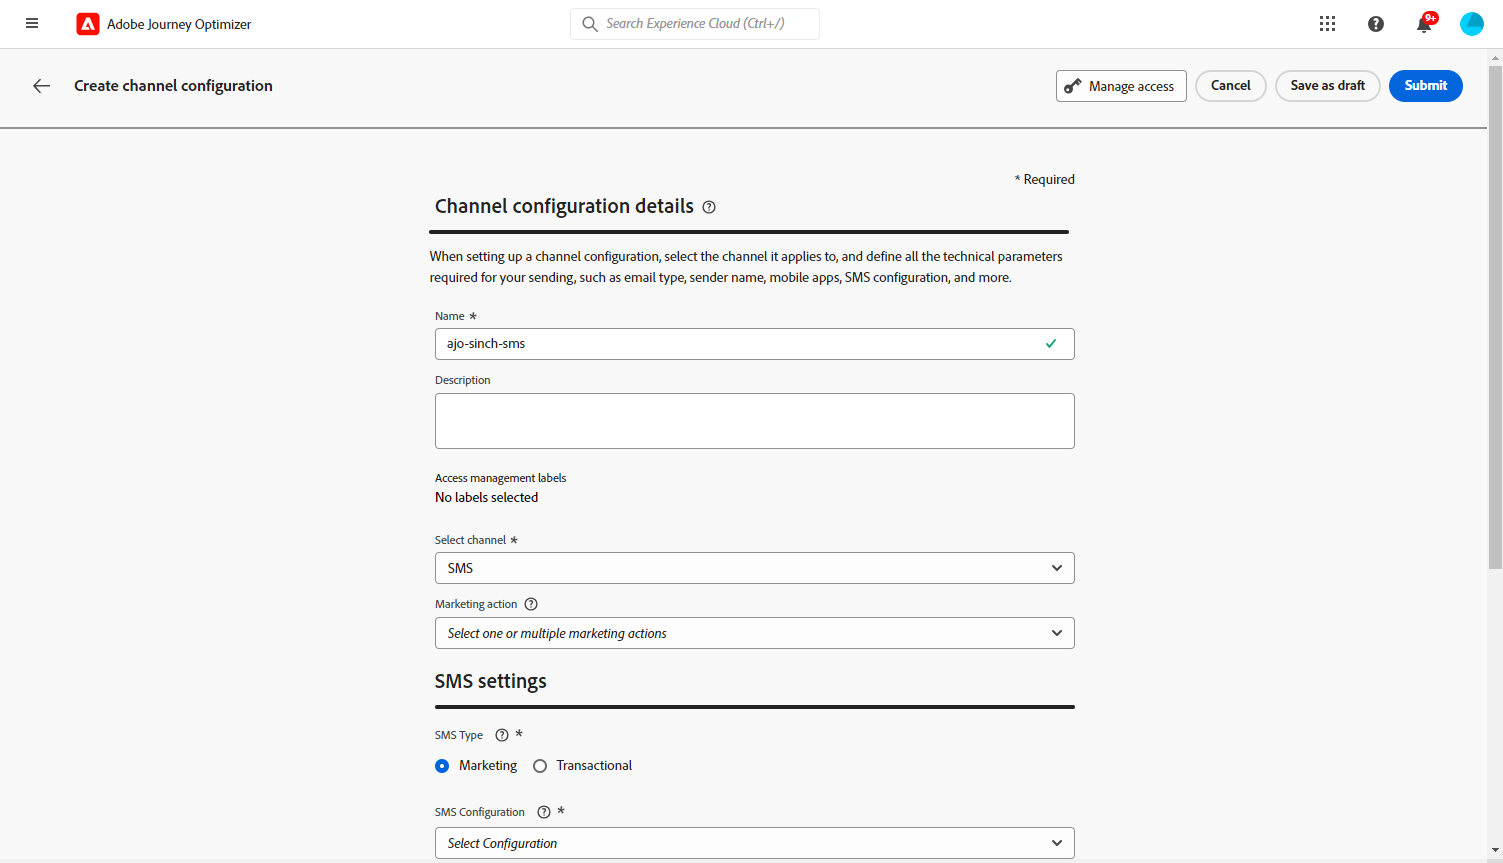 Adobe Journey Optimizer
Search Experience Cloud (Ctrl+/)
9+
Create channel configuration
Manage access
Cancel
Save as draft
Submit
* Required
Channel configuration details
When setting up a channel configuration, select the channel it applies to, and define all the technical parameters
required for your sending, such as email type, sender name, mobile apps, SMS configuration, and more.
Name *
ajo-sinch-sms
Description
Access management labels
No labels selected
Select channel *
SMS
Marketing action
Select one or multiple marketing actions
SMS settings
SMS Type *
Marketing Transactional
SMS Configuration *
Select Configuration